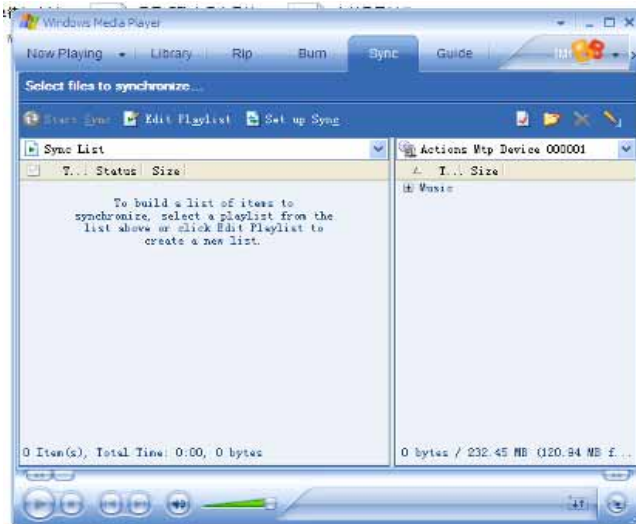 Windows Media Player
Now Playing Library Rip Burn Sync Guide
Select files to synchronize...
Start Sync Edit Playlist Set up Sync
Sync List
Actions Mtp Device 000001
T... Status Size
T... Size
Music
To build a list of items to
synchronize, select a playlist from the
list above or click Edit Playlist to
create a new list.
0 Item(s), Total Time: 0:00, 0 bytes
0 bytes / 232.45 MB (120.94 MB f...